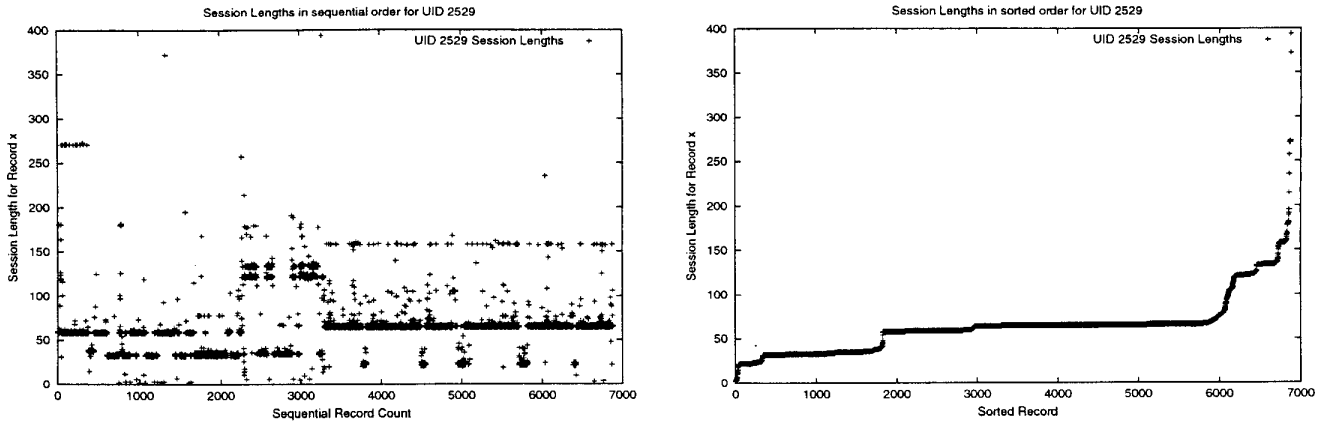 Session Lengths in sequential order for UID 2529
400
350
300
250
200
150
100
50
0
Session Length for Record x
UID 2529 Session Lengths
0 1000 2000 3000 4000 5000 6000 7000
Sequential Record Count
Session Lengths in sorted order for UID 2529
400
350
300
250
200
150
100
50
0
Session Length for Record x
UID 2529 Session Lengths
0 1000 2000 3000 4000 5000 6000 7000
Sorted Record